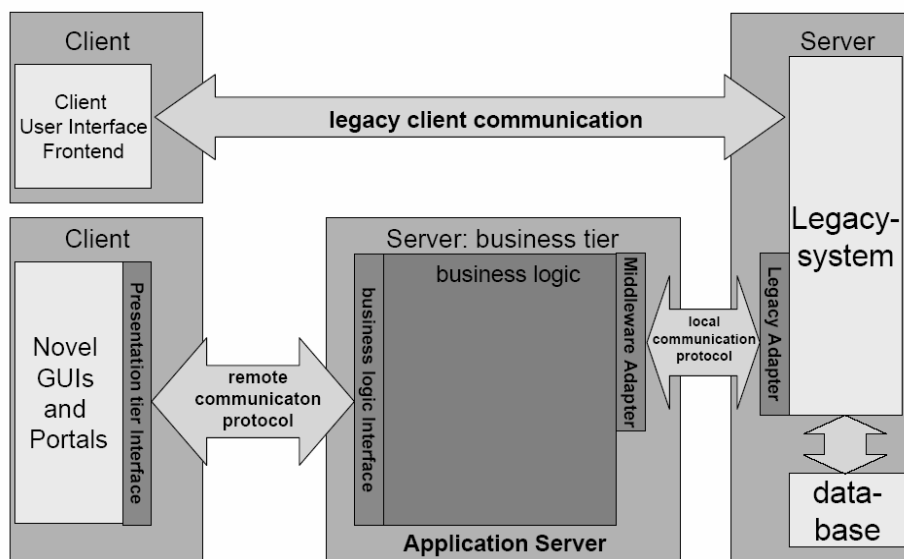 Client
Client
User Interface
Frontend
legacy client communication
Server
Legacy-
system
Client
Novel
GUIs
and
Portals
Presentation tier Interface
remote
communicaton
protocol
Server: business tier
business logic
business logic Interface
Middleware Adapter
Application Server
local
communication
protocol
Legacy Adapter
data-
base